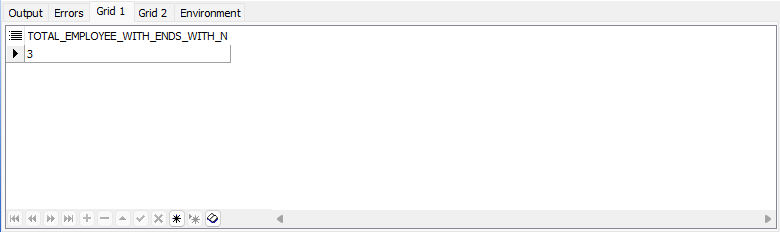 Output Errors Grid 1 Grid 2 Environment
TOTAL_EMPLOYEE_WITH_ENDS_WITH_N
3